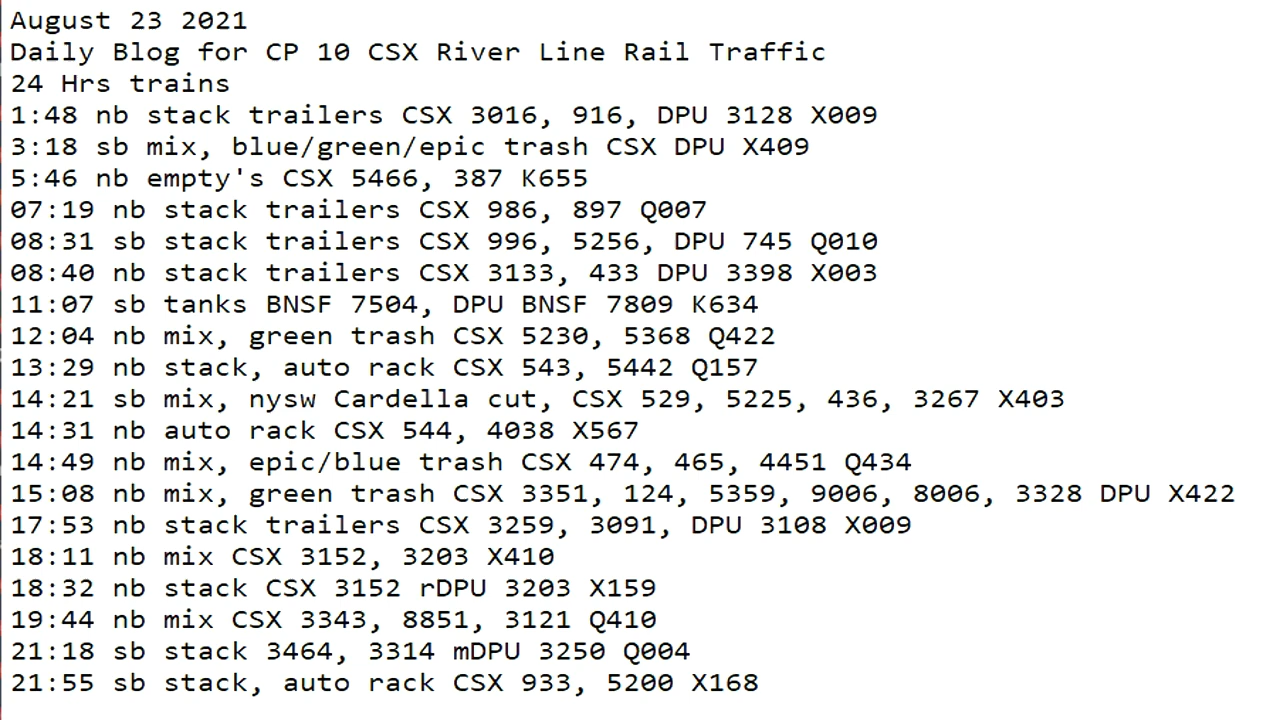 August 23 2021
Daily Blog for CP 10 CSX River Line Rail Traffic
24 Hrs trains
1:48 nb stack trailers CSX 3016, 916, DPU 3128 X009
3:18 sb mix, blue/green/epic trash CSX DPU X409
5:46 nb empty's CSX 5466, 387 K655
07:19 nb stack trailers CSX 986, 897 Q007
08:31 sb stack trailers CSX 996, 5256, DPU 745 Q010
08:40 nb stack trailers CSX 3133, 433 DPU 3398 X003
11:07 sb tanks BNSF 7504, DPU BNSF 7809 K634
12:04 nb mix, green trash CSX 5230, 5368 Q422
13:29 nb stack, auto rack CSX 543, 5442 Q157
14:21 sb mix, nysw Cardella cut, CSX 529, 5225, 436, 3267 X403
14:31 nb auto rack CSX 544, 4038 X567
14:49 nb mix, epic/blue trash CSX 474, 465, 4451 Q434
15:08 nb mix, green trash CSX 3351, 124, 5359, 9006, 8006, 3328 DPU X422
17:53 nb stack trailers CSX 3259, 3091, DPU 3108 X009
18:11 nb mix CSX 3152, 3203 X410
18:32 nb stack CSX 3152 rDPU 3203 X159
19:44 nb mix CSX 3343, 8851, 3121 Q410
21:18 sb stack 3464, 3314 mDPU 3250 Q004
21:55 sb stack, auto rack CSX 933, 5200 X168